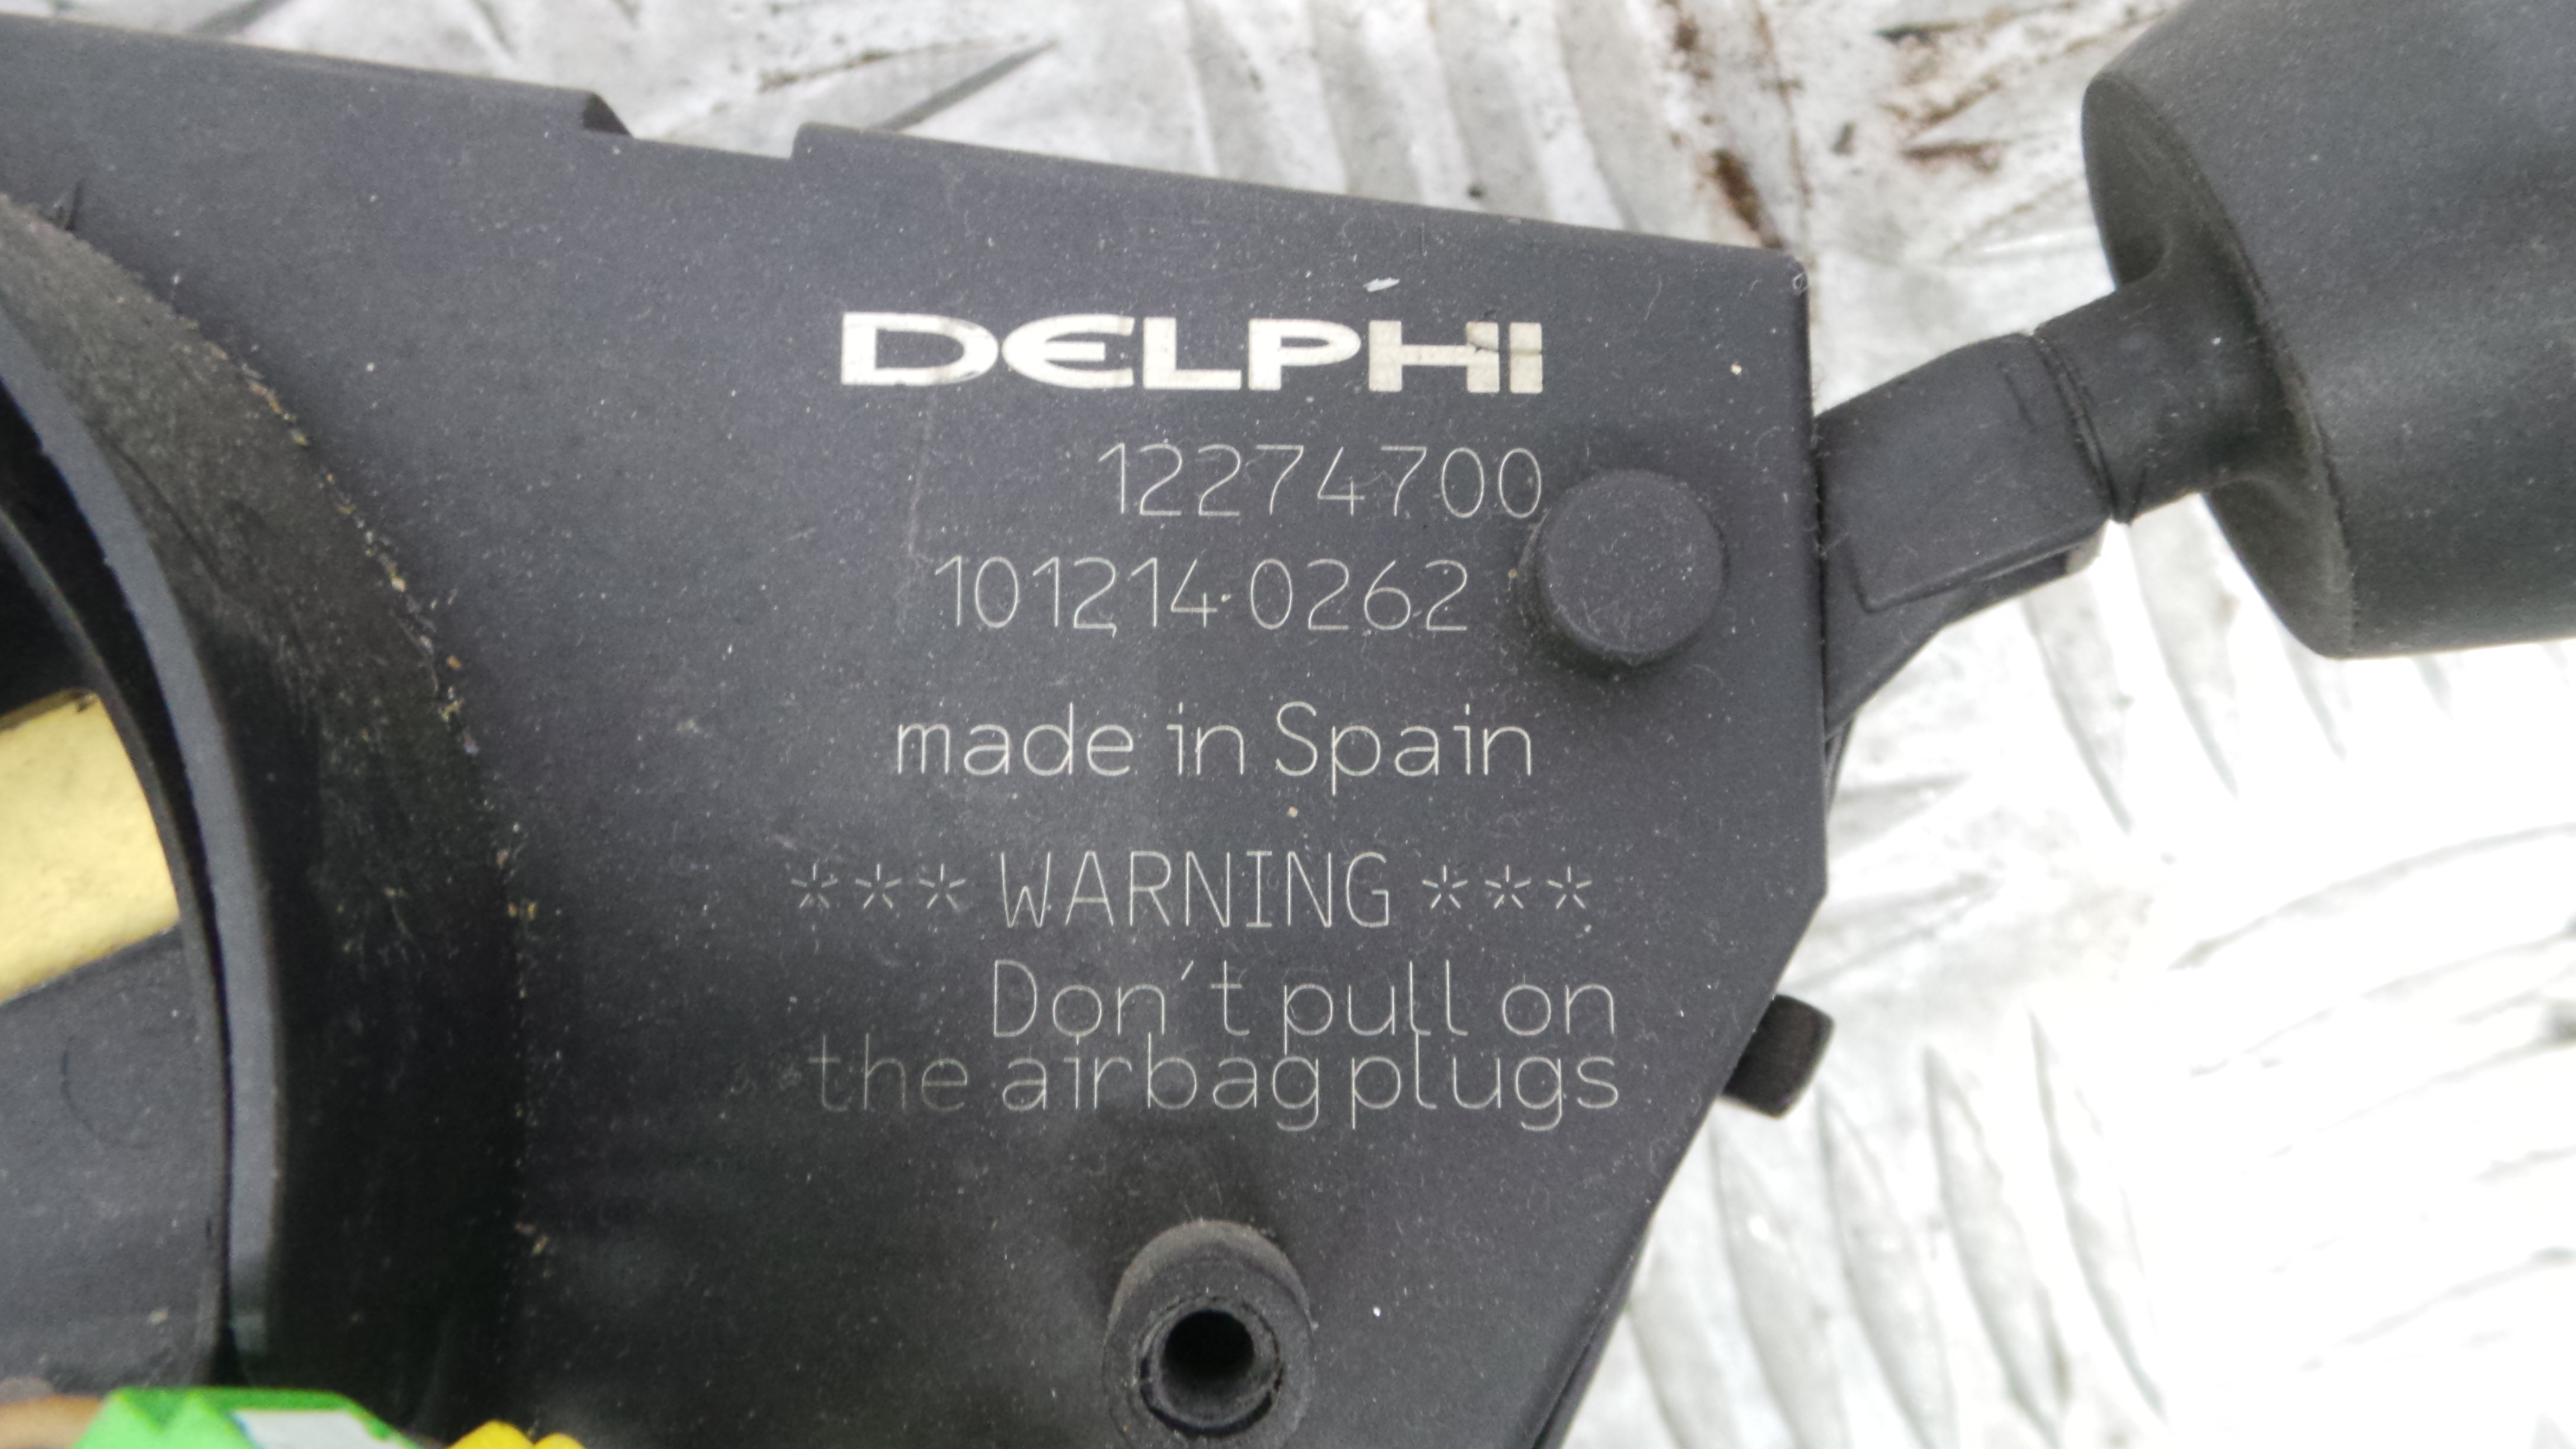 DELPHI
12274700
101214 0262
made in Spain
*** WARNING ***
Don't pull on
the airbag plugs